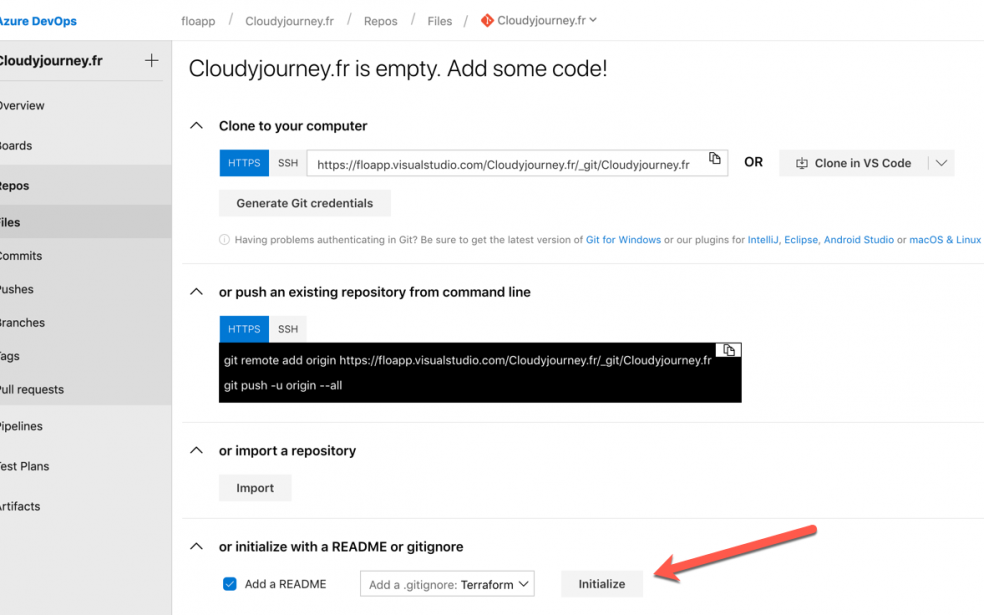 Azure DevOps
floapp / Cloudyjourney.fr / Repos / Files / Cloudyjourney.fr
Cloudyjourney.fr
Overview
Boards
Repos
Files
Commits
Pushes
Branches
Tags
Pull requests
Pipelines
Test Plans
Artifacts
Cloudyjourney.fr is empty. Add some code!
Clone to your computer
HTTPS SSH https://floapp.visualstudio.com/Cloudyjourney.fr/_git/Cloudyjourney.fr OR Clone in VS Code
Generate Git credentials
Having problems authenticating in Git? Be sure to get the latest version of Git for Windows or our plugins for IntelliJ, Eclipse, Android Studio or macOS & Linux
or push an existing repository from command line
HTTPS SSH
git remote add origin https://floapp.visualstudio.com/Cloudyjourney.fr/_git/Cloudyjourney.fr
git push -u origin --all
or import a repository
Import
or initialize with a README or gitignore
Add a README Add a .gitignore: Terraform Initialize